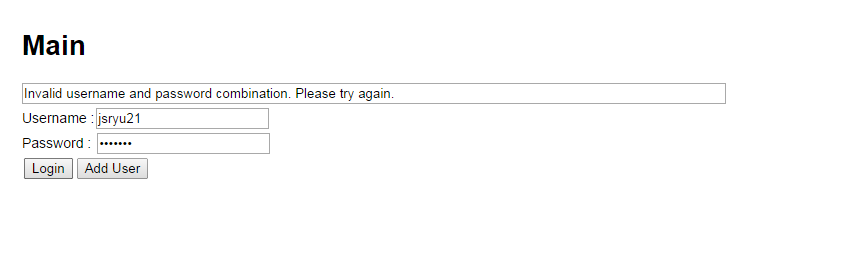 Main
Invalid username and password combination. Please try again.
Username : jsryu21
Password : •••••••
Login Add User